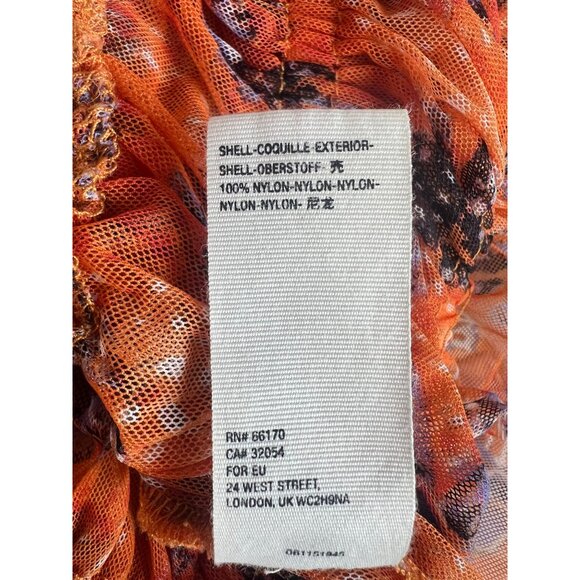 SHELL-COQUILLE-EXTERIOR-
SHELL-OBERSTOFF- 壳
100% NYLON-NYLON-NYLON-
NYLON-NYLON- 尼龙
RN# 66170
CA# 32054
FOR EU
24 WEST STREET,
LONDON, UK WC2H9NA